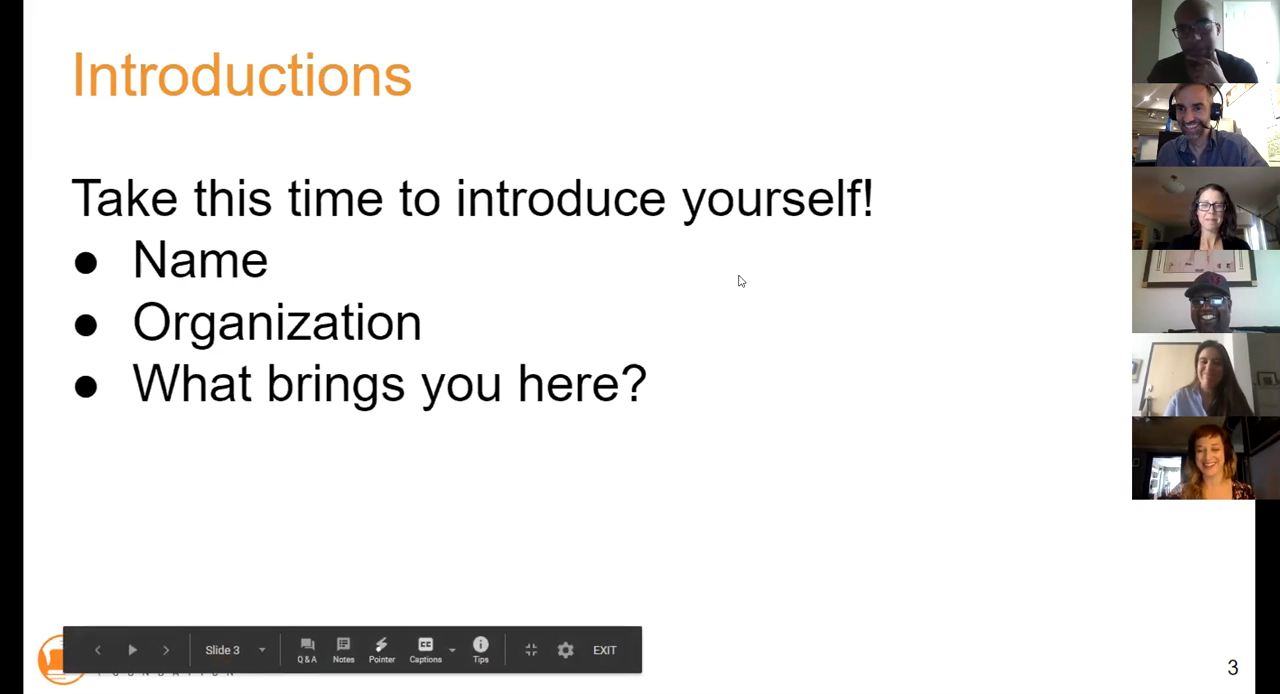 Introductions
Take this time to introduce yourself!
● Name
● Organization
● What brings you here?
Slide 3
Q & A
Notes
Pointer
CC
Captions
Tips
EXIT
3